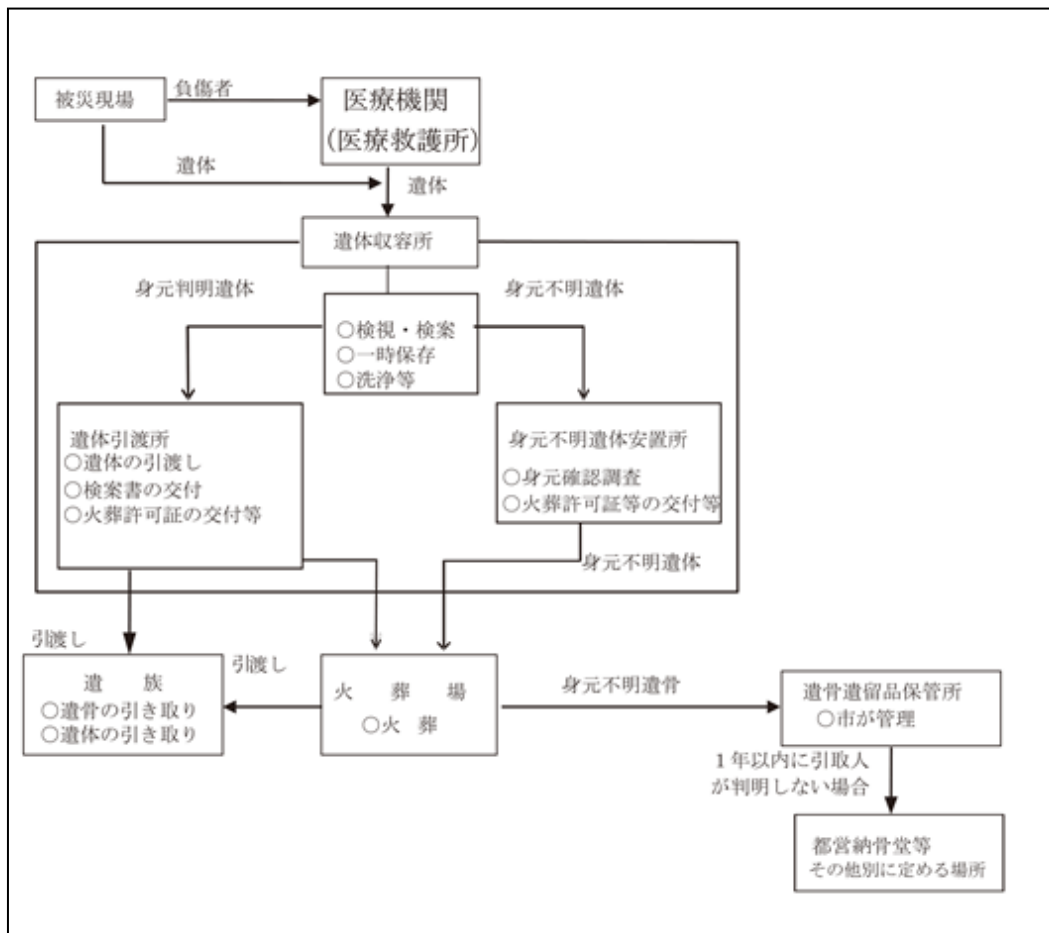 被災現場
負傷者
医療機関
(医療救護所)
遺体
遺体
遺体収容所
身元判明遺体
身元不明遺体
○検視・検案
○一時保存
○洗浄等
遺体引渡所
○遺体の引渡し
○検案書の交付
○火葬許可証の交付等
身元不明遺体安置所
○身元確認調査
○火葬許可証等の交付等
身元不明遺体
引渡し
遺　族
○遺骨の引き取り
○遺体の引き取り
引渡し
火　葬　場
○火　葬
身元不明遺骨
遺骨遺留品保管所
○市が管理
１年以内に引取人
が判明しない場合
都営納骨堂等
その他別に定める場所